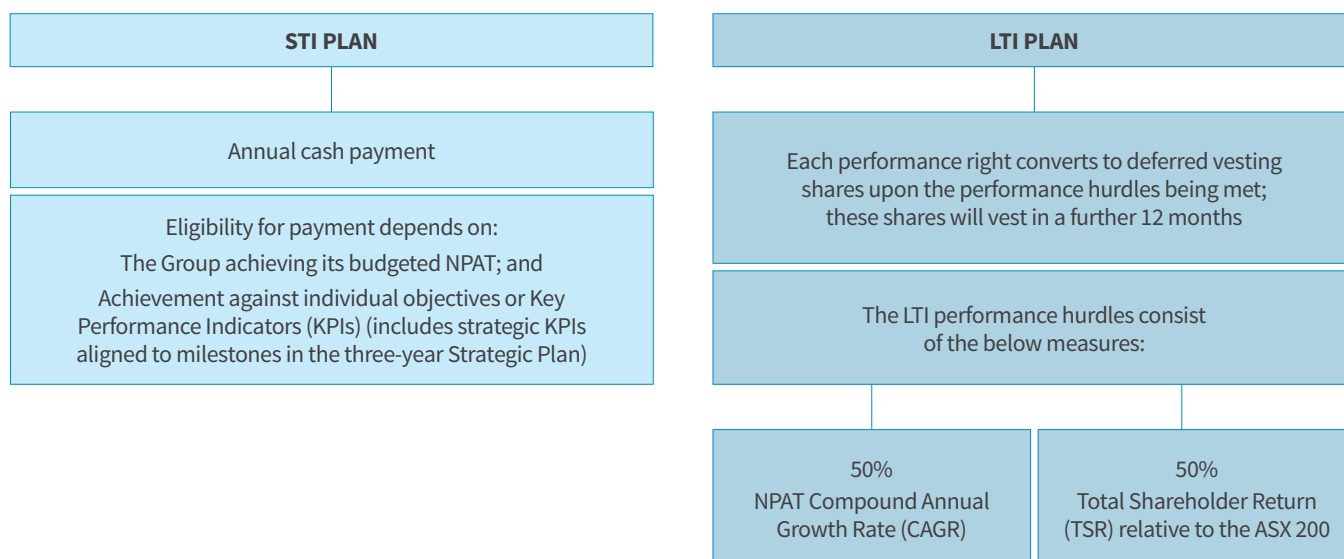 STI PLAN
Annual cash payment
Eligibility for payment depends on:
The Group achieving its budgeted NPAT; and
Achievement against individual objectives or Key
Performance Indicators (KPIs) (includes strategic KPIs
aligned to milestones in the three-year Strategic Plan)
LTI PLAN
Each performance right converts to deferred vesting
shares upon the performance hurdles being met;
these shares will vest in a further 12 months
The LTI performance hurdles consist
of the below measures:
50%
NPAT Compound Annual
Growth Rate (CAGR)
50%
Total Shareholder Return
(TSR) relative to the ASX 200